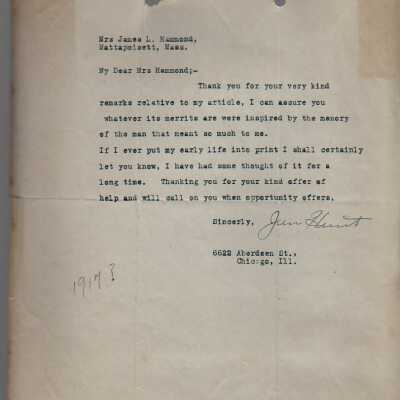 Mrs James L. Hammond,
Mattapoisett, Mass.
My Dear Mrs Hammond;-
Thank you for your very kind
remarks relative to my article, I can assure you
whatever its merrits are were inspired by the memory
of the man that meant so much to me.
If I ever put my early life into print I shall certainly
let you know, I have had some thought of it for a
long time. Thanking you for your kind offer of
help and will call on you when opportunity offers,
Sincerely, Jim Hunt
6622 Aberdeen St.,
Chicago, Ill.
1917?